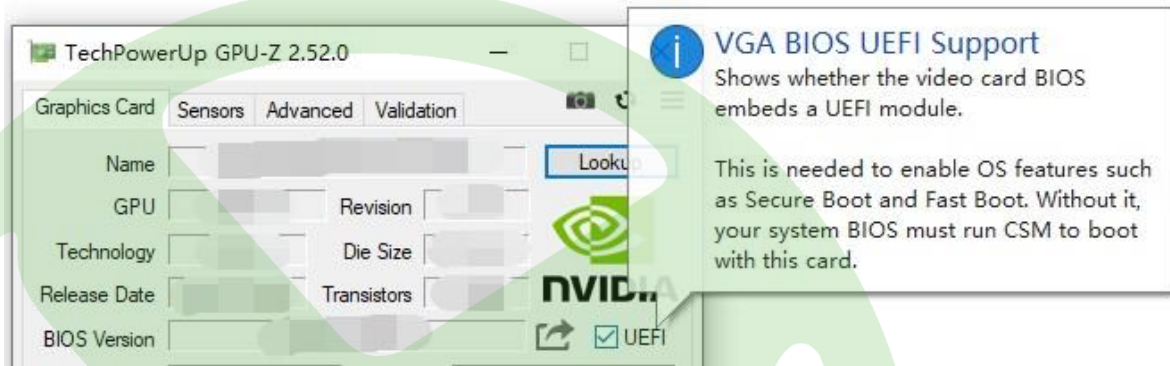 TechPowerUp GPU-Z 2.52.0
Graphics Card Sensors Advanced Validation
Name
Lookup
GPU
Revision
Technology
Die Size
Release Date
Transistors
NVIDIA
BIOS Version
UEFI
VGA BIOS UEFI Support
Shows whether the video card BIOS
embeds a UEFI module.
This is needed to enable OS features such
as Secure Boot and Fast Boot. Without it,
your system BIOS must run CSM to boot
with this card.